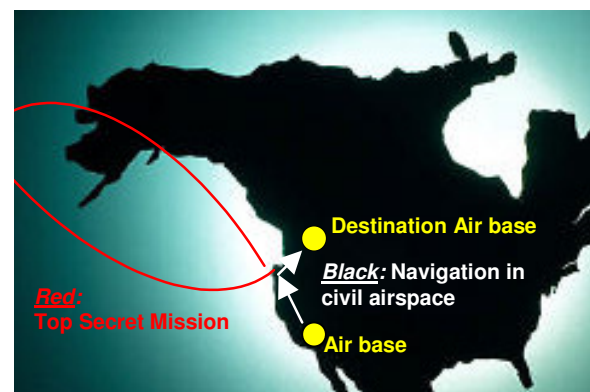 Destination Air base
Black: Navigation in
civil airspace
Red:
Top Secret Mission
Air base